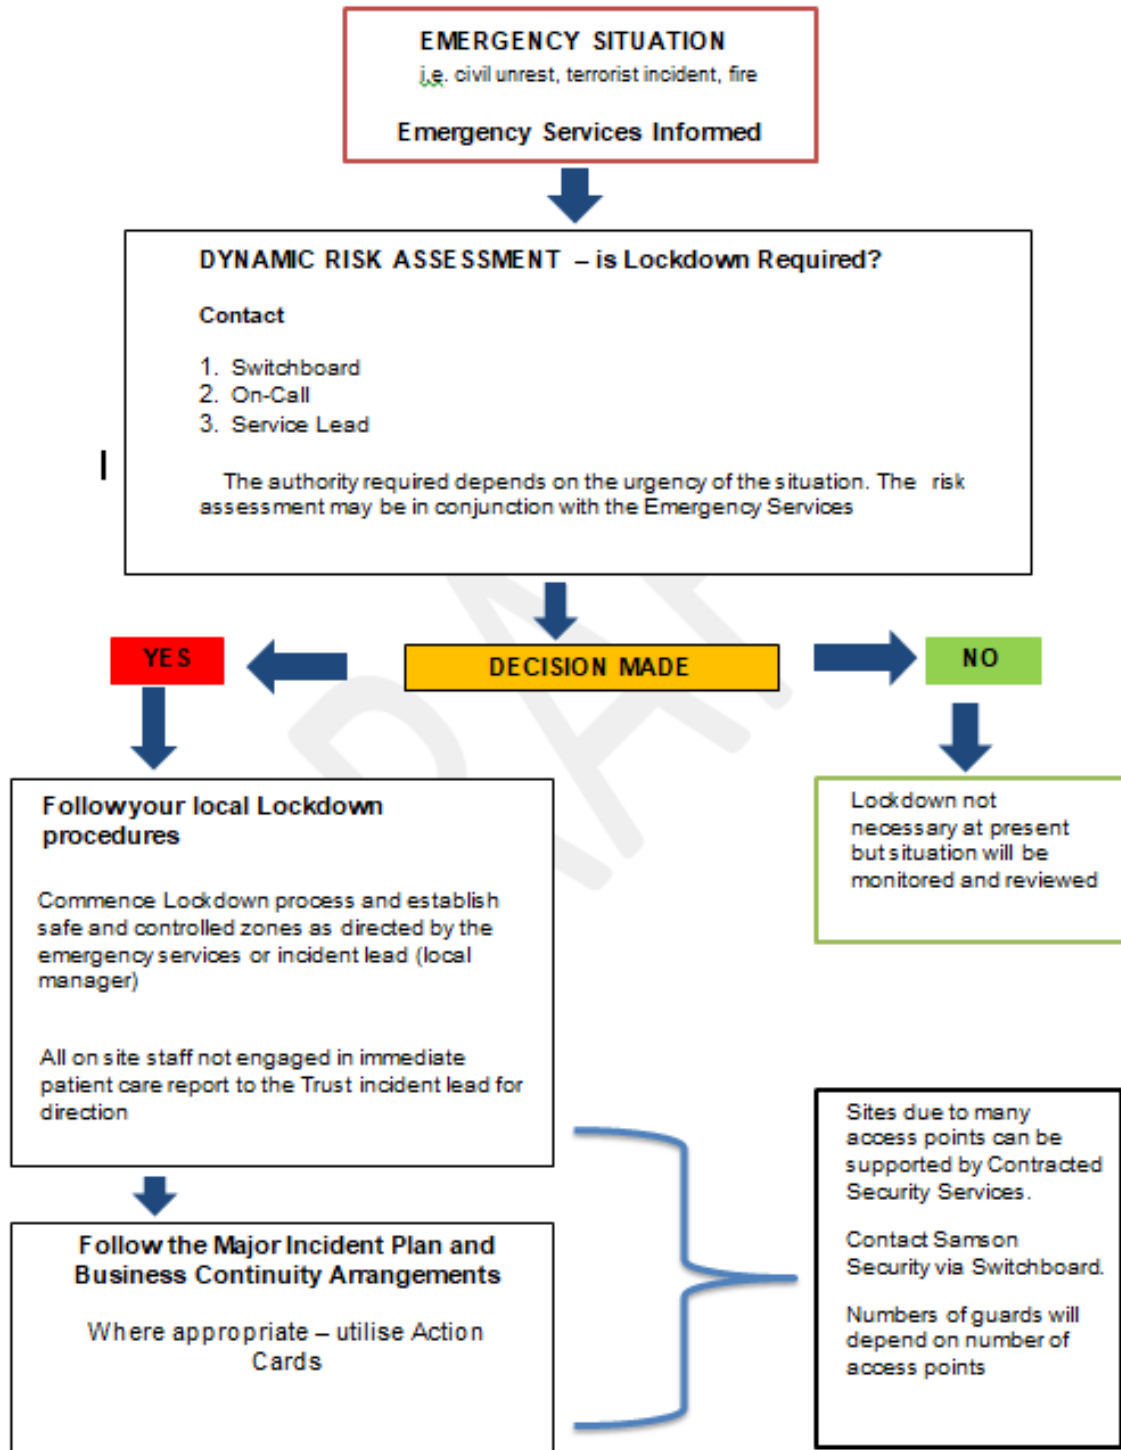 EMERGENCY SITUATION
i.e. civil unrest, terrorist incident, fire
Emergency Services Informed
DYNAMIC RISK ASSESSMENT – is Lockdown Required?
Contact
1. Switchboard
2. On-Call
3. Service Lead
The authority required depends on the urgency of the situation. The risk
assessment may be in conjunction with the Emergency Services
YES
DECISION MADE
NO
Follow your local Lockdown
procedures
Commence Lockdown process and establish
safe and controlled zones as directed by the
emergency services or incident lead (local
manager)
All on site staff not engaged in immediate
patient care report to the Trust incident lead for
direction
Lockdown not
necessary at present
but situation will be
monitored and reviewed
Follow the Major Incident Plan and
Business Continuity Arrangements
Where appropriate – utilise Action
Cards
Sites due to many
access points can be
supported by Contracted
Security Services.
Contact Samson
Security via Switchboard.
Numbers of guards will
depend on number of
access points